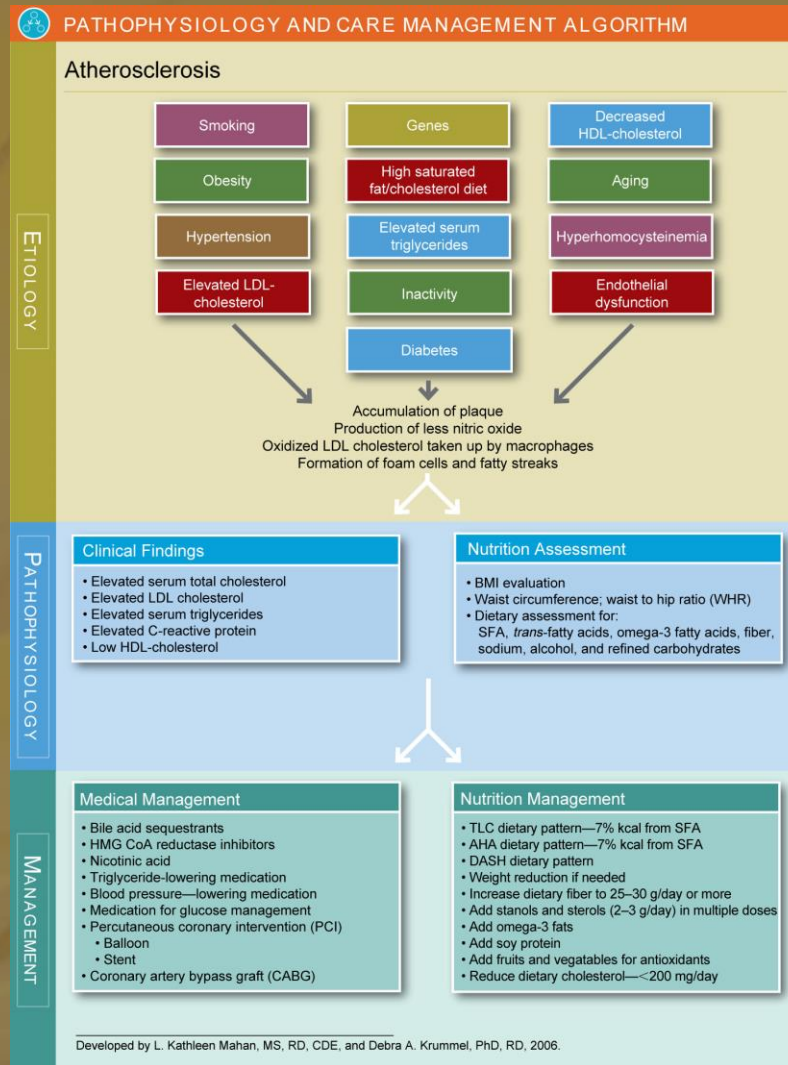 PATHOPHYSIOLOGY AND CARE MANAGEMENT ALGORITHM
Atherosclerosis
ETIOLOGY
Smoking
Obesity
Hypertension
Elevated LDL-
cholesterol
Genes
High saturated
fat/cholesterol diet
Elevated serum
triglycerides
Inactivity
Diabetes
Decreased
HDL-cholesterol
Aging
Hyperhomocysteinemia
Endothelial
dysfunction
Accumulation of plaque
Production of less nitric oxide
Oxidized LDL cholesterol taken up by macrophages
Formation of foam cells and fatty streaks
PATHOPHYSIOLOGY
Clinical Findings
• Elevated serum total cholesterol
• Elevated LDL cholesterol
• Elevated serum triglycerides
• Elevated C-reactive protein
• Low HDL-cholesterol
Nutrition Assessment
• BMI evaluation
• Waist circumference; waist to hip ratio (WHR)
• Dietary assessment for:
SFA, trans-fatty acids, omega-3 fatty acids, fiber,
sodium, alcohol, and refined carbohydrates
MANAGEMENT
Medical Management
• Bile acid sequestrants
• HMG CoA reductase inhibitors
• Nicotinic acid
• Triglyceride-lowering medication
• Blood pressure—lowering medication
• Medication for glucose management
• Percutaneous coronary intervention (PCI)
• Balloon
• Stent
• Coronary artery bypass graft (CABG)
Nutrition Management
• TLC dietary pattern—7% kcal from SFA
• AHA dietary pattern—7% kcal from SFA
• DASH dietary pattern
• Weight reduction if needed
• Increase dietary fiber to 25–30 g/day or more
• Add stanols and sterols (2–3 g/day) in multiple doses
• Add omega-3 fats
• Add soy protein
• Add fruits and vegatables for antioxidants
• Reduce dietary cholesterol—<200 mg/day
Developed by L. Kathleen Mahan, MS, RD, CDE, and Debra A. Krummel, PhD, RD, 2006.